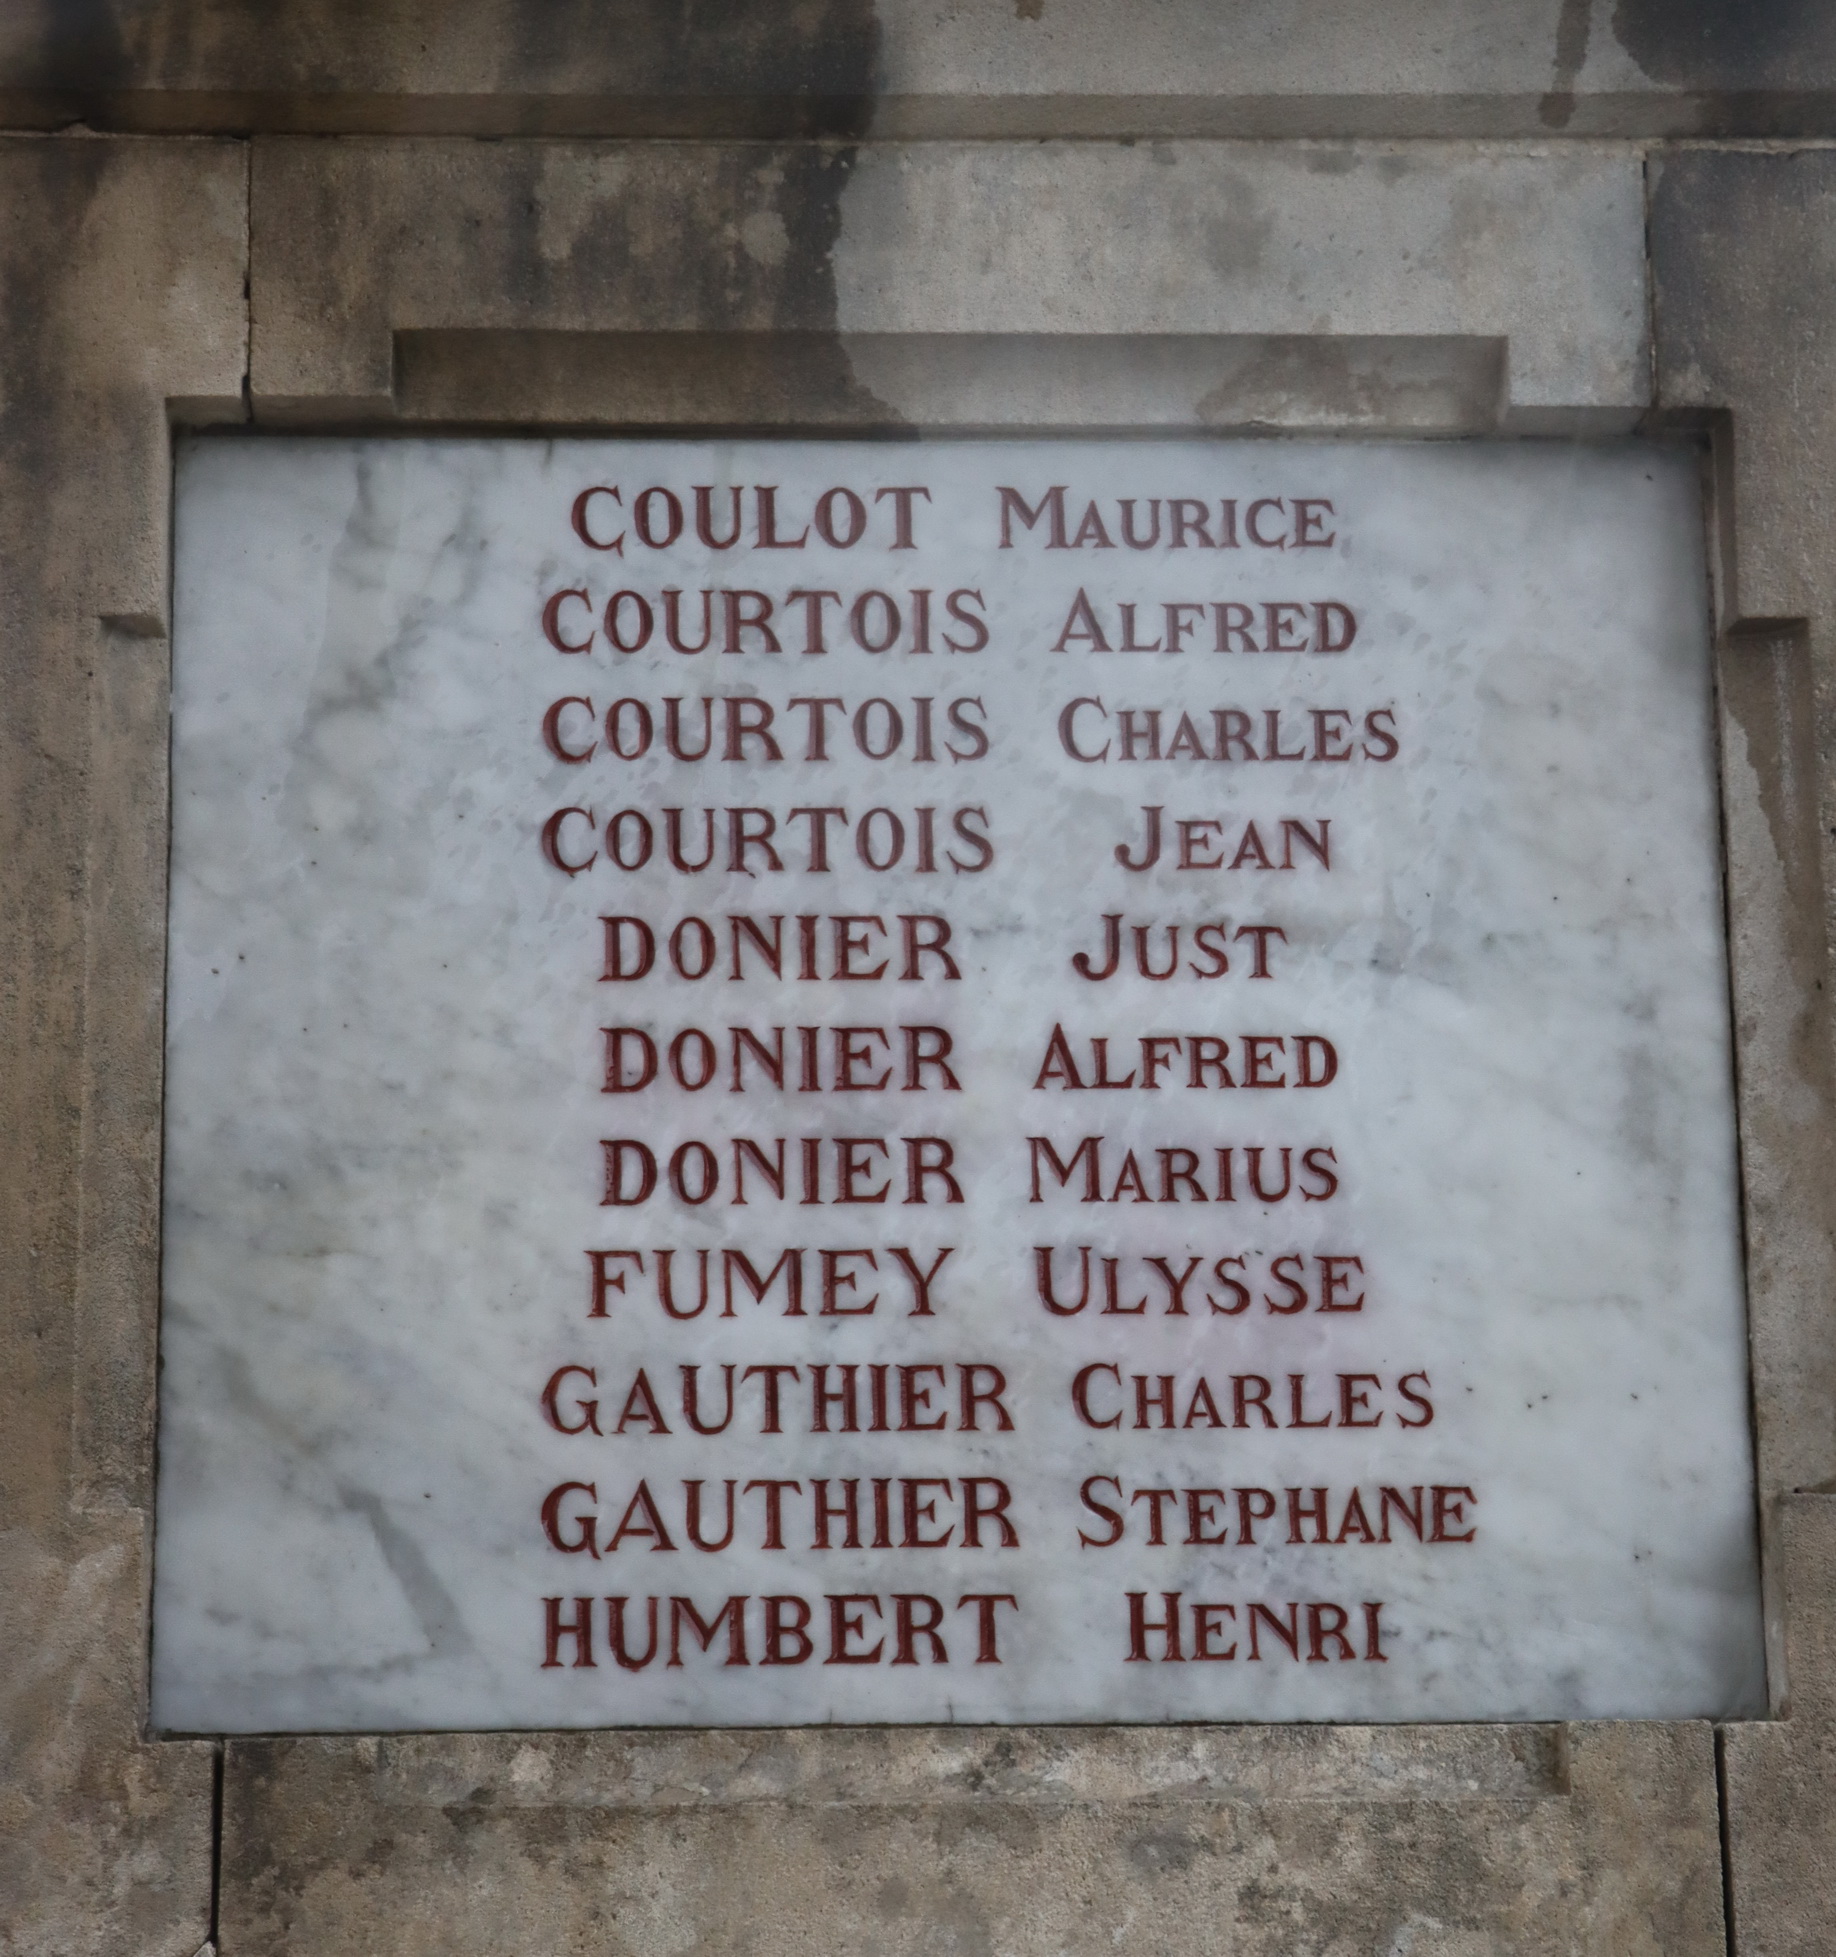 COULOT MAURICE
COURTOIS ALFRED
COURTOIS CHARLES
COURTOIS JEAN
DONIER JUST
DONIER ALFRED
DONIER MARIUS
FUMEY ULYSSE
GAUTHIER CHARLES
GAUTHIER STEPHANE
HUMBERT HENRI